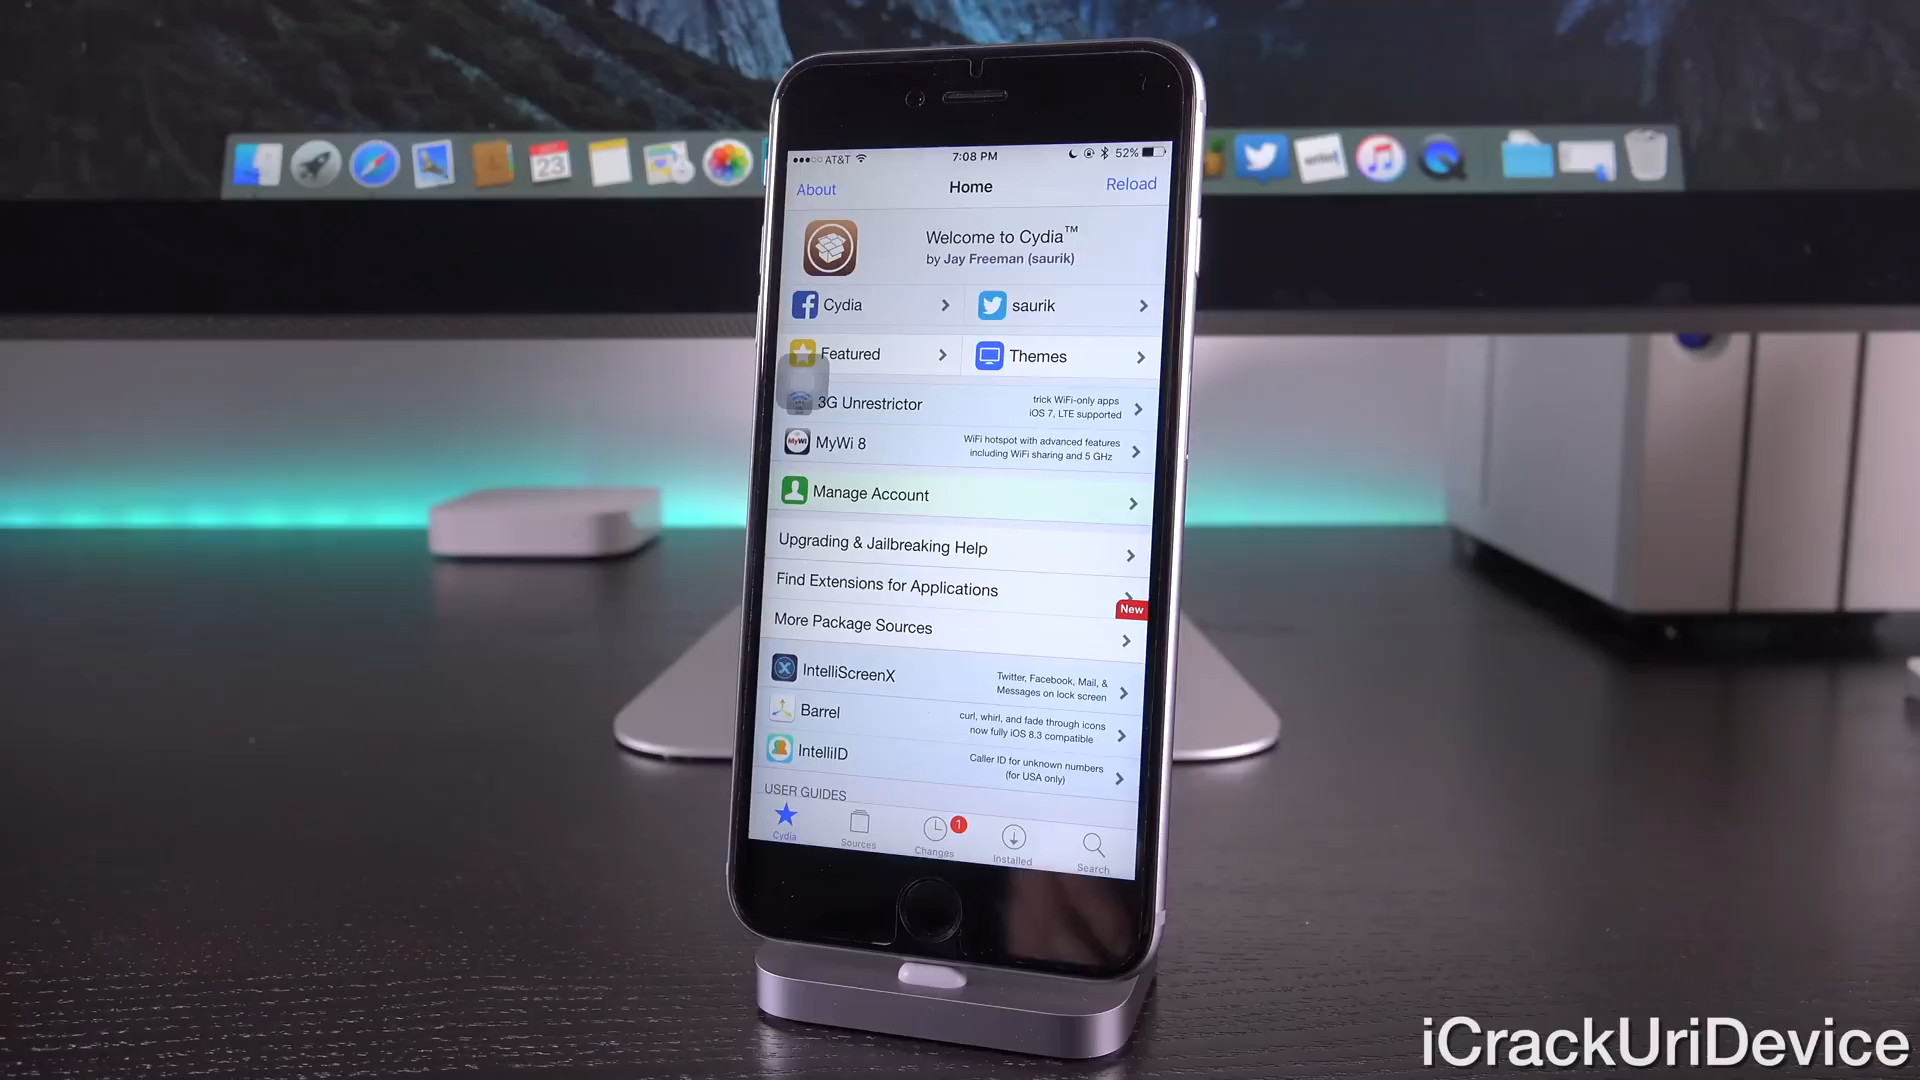 AT&T
7:08 PM
52%
About
Home
Reload
Welcome to Cydia™
by Jay Freeman (saurik)
Cydia
saurik
Featured
Themes
3G Unrestrictor
trick WiFi-only apps
iOS 7, LTE supported
MyWi
MyWi 8
WiFi hotspot with advanced features
including WiFi sharing and 5 GHz
Manage Account
Upgrading & Jailbreaking Help
Find Extensions for Applications
New
More Package Sources
IntelliScreenX
Twitter, Facebook, Mail, &
Messages on lock screen
Barrel
curl, whirl, and fade through icons
now fully iOS 8.3 compatible
IntelliID
Caller ID for unknown numbers
(for USA only)
USER GUIDES
Cydia
Sources
1
Changes
Installed
Search
23
iCrackUriDevice